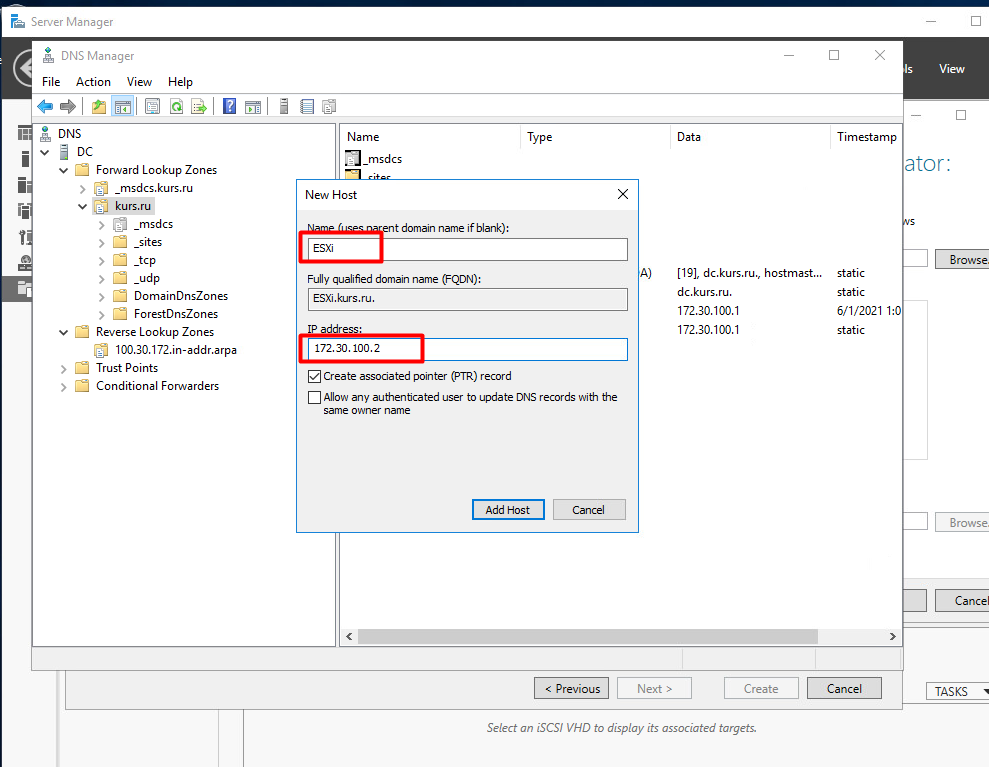 Server Manager
DNS Manager
View
File Action View Help
DNS
DC
Forward Lookup Zones
_msdcs.kurs.ru
kurs.ru
_msdcs
_sites
_tcp
_udp
DomainDnsZones
ForestDnsZones
Reverse Lookup Zones
100.30.172.in-addr.arpa
Trust Points
Conditional Forwarders
Name Type Data Timestamp
_msdcs
_sites
[19], dc.kurs.ru., hostmast... static
dc.kurs.ru. static
172.30.100.1 6/1/2021 1:0
172.30.100.1 static
New Host
Name (uses parent domain name if blank):
ESXi
Fully qualified domain name (FQDN):
ESXi.kurs.ru.
IP address:
172.30.100.2
Create associated pointer (PTR) record
Allow any authenticated user to update DNS records with the
same owner name
Add Host Cancel
ator:
Browse.
Browse.
Cancel
< Previous Next > Create Cancel
TASKS
Select an iSCSI VHD to display its associated targets.